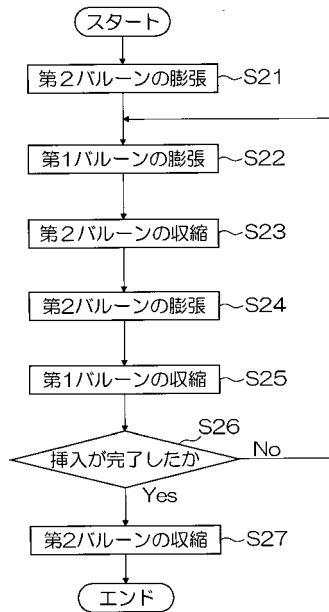 スタート
第2バルーンの膨張 S21
第1バルーンの膨張 S22
第2バルーンの収縮 S23
第2バルーンの膨張 S24
第1バルーンの収縮 S25
S26
挿入が完了したか No
Yes
第2バルーンの収縮 S27
エンド